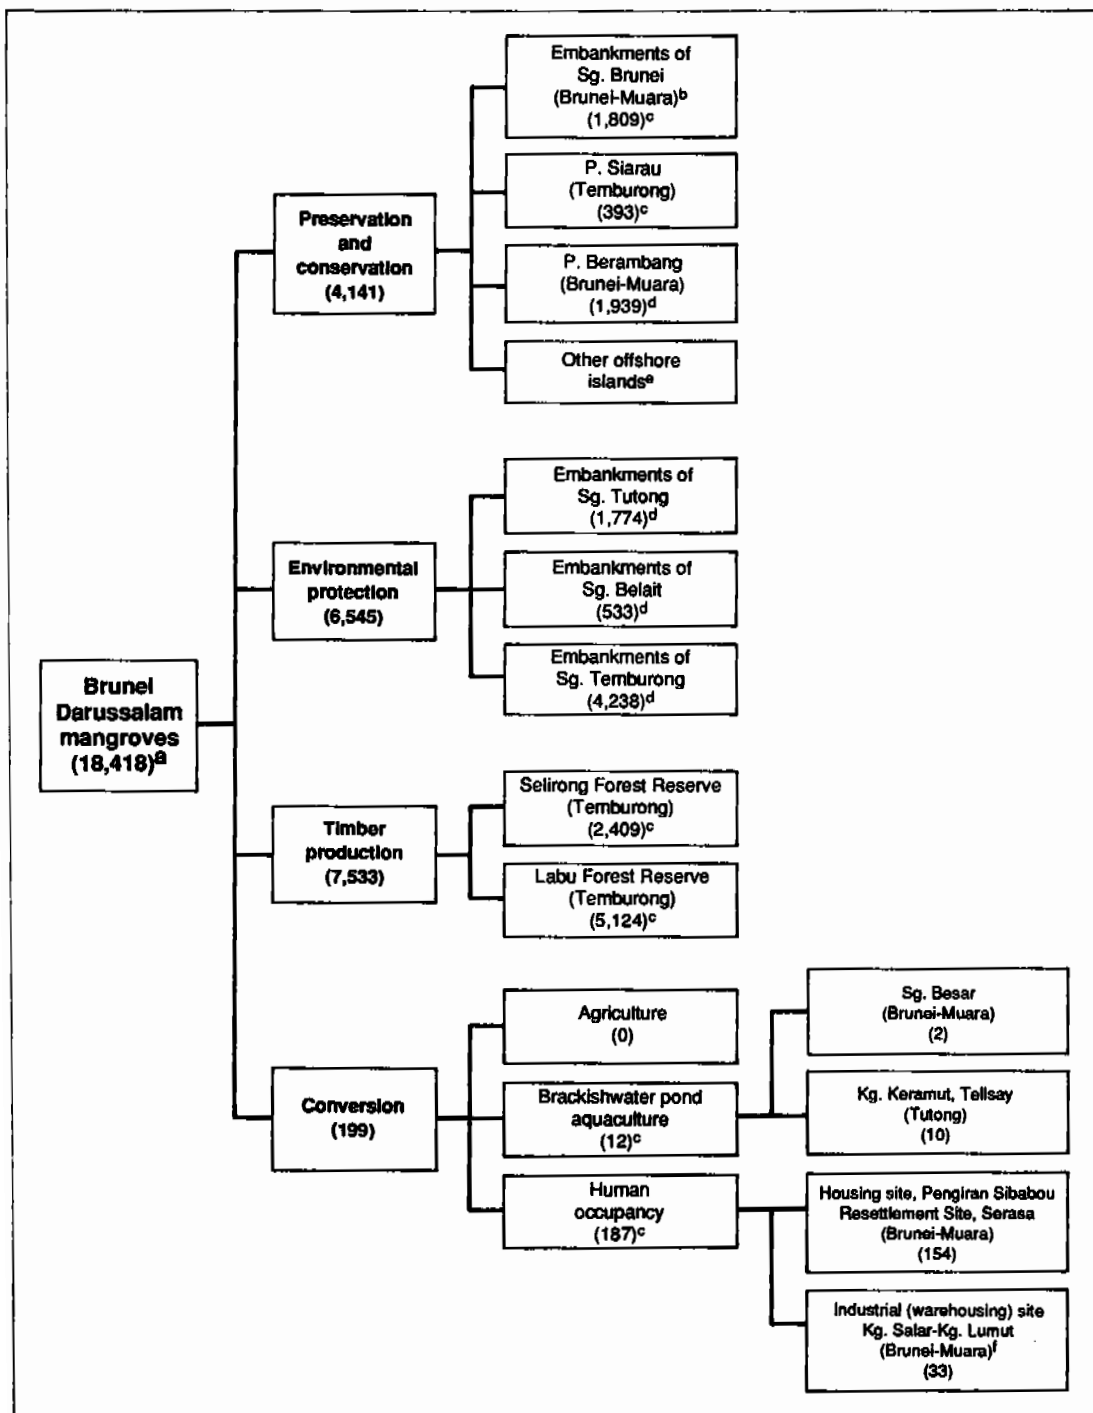 Brunei
Darussalam
mangroves
(18,418)a
Preservation
and
conservation
(4,141)
Embankments of
Sg. Brunei
(Brunei-Muara)b
(1,809)c
P. Siarau
(Temburong)
(393)c
P. Berambang
(Brunei-Muara)
(1,939)d
Other offshore
islandse
Environmental
protection
(6,545)
Embankments of
Sg. Tutong
(1,774)d
Embankments of
Sg. Belait
(533)d
Embankments of
Sg. Temburong
(4,238)d
Timber
production
(7,533)
Selirong Forest Reserve
(Temburong)
(2,409)c
Labu Forest Reserve
(Temburong)
(5,124)c
Conversion
(199)
Agriculture
(0)
Brackishwater pond
aquaculture
(12)c
Sg. Besar
(Brunei-Muara)
(2)
Kg. Keramut, Telisay
(Tutong)
(10)
Human
occupancy
(187)c
Housing site, Pengiran Sibabou
Resettlement Site, Serasa
(Brunei-Muara)
(154)
Industrial (warehousing) site
Kg. Salar-Kg. Lumut
(Brunei-Muara)f
(33)